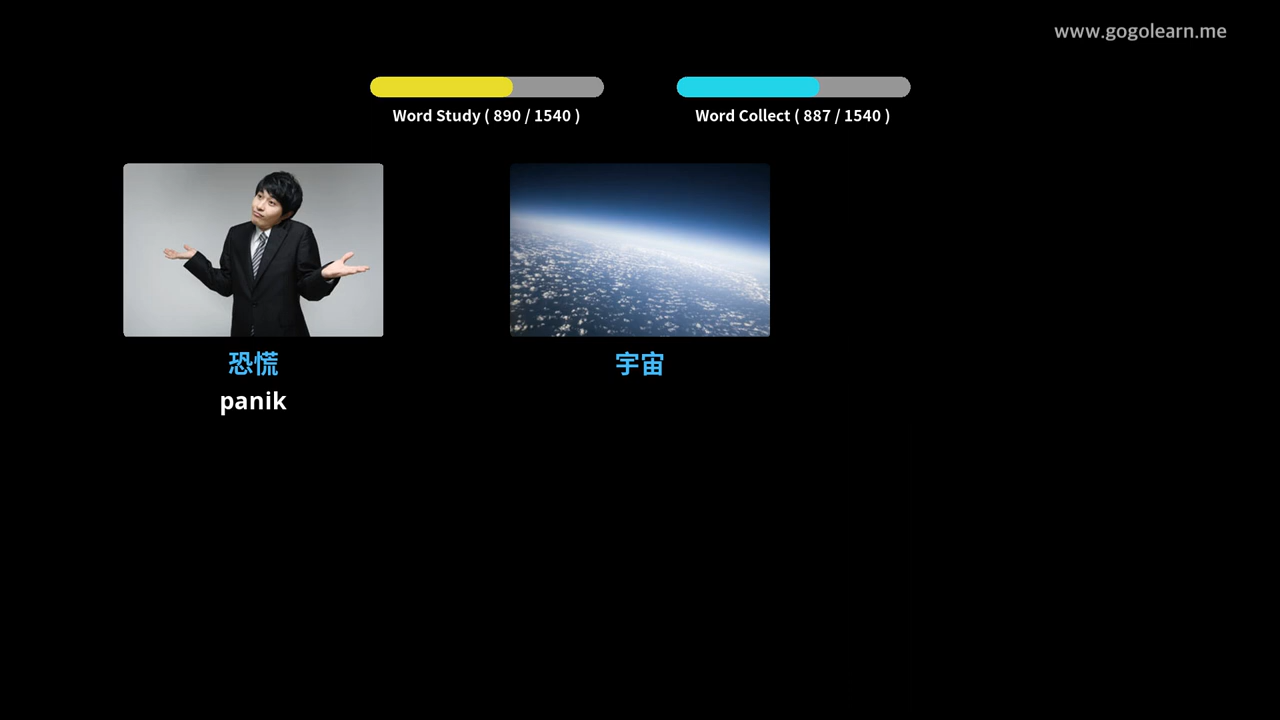 www.gogolearn.me
Word Study ( 890 / 1540 )
Word Collect ( 887 / 1540 )
恐慌
宇宙
panik